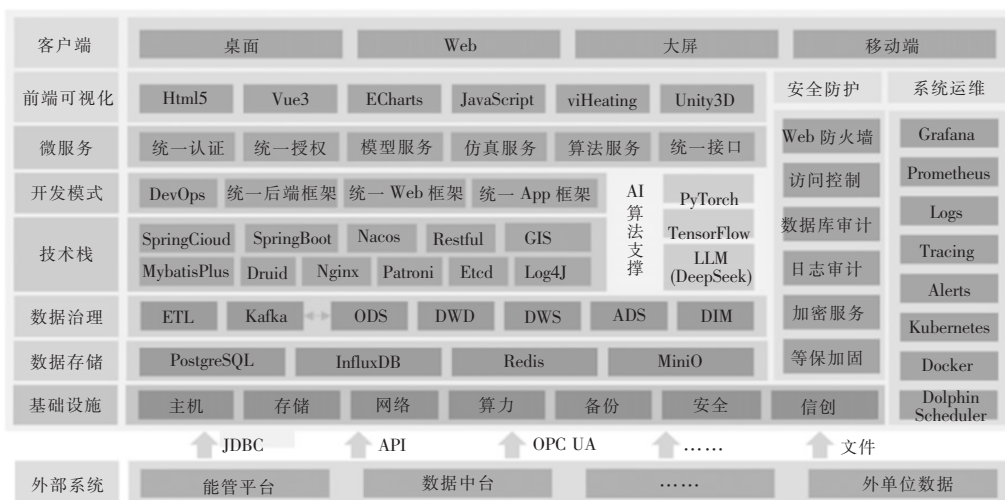 客户端 桌面 Web 大屏 移动端
前端可视化 Html5 Vue3 ECharts JavaScript viHeating Unity3D
微服务 统一认证 统一授权 模型服务 仿真服务 算法服务 统一接口
开发模式 DevOps 统一后端框架 统一 Web 框架 统一 App 框架
技术栈 SpringCioud SpringBoot Nacos Restful GIS
MybatisPlus Druid Nginx Patroni Etcd Log4J
AI算法支撑
PyTorch
TensorFlow
LLM
(DeepSeek)
数据治理 ETL Kafka ODS DWD DWS ADS DIM
数据存储 PostgreSQL InfluxDB Redis MiniO
安全防护
Web 防火墙
访问控制
数据库审计
日志审计
加密服务
等保加固
系统运维
Grafana
Prometheus
Logs
Tracing
Alerts
Kubernetes
Docker
Dolphin
Scheduler
基础设施 主机 存储 网络 算力 备份 安全 信创
JDBC API OPC UA …… 文件
外部系统 能管平台 数据中台 …… 外单位数据